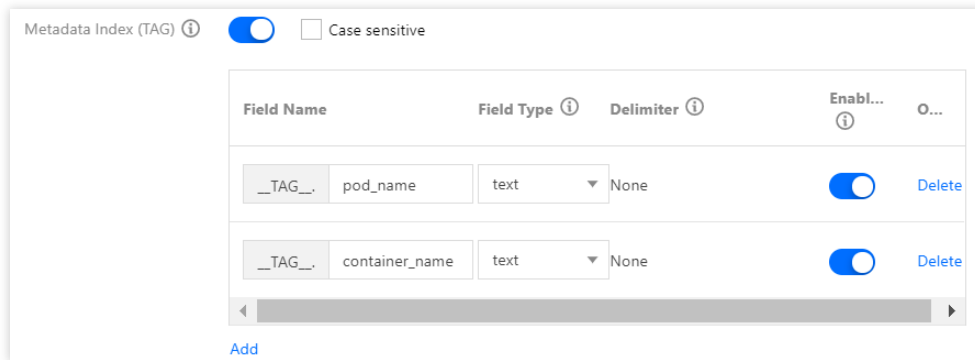 Metadata Index (TAG) Case sensitive
Field Name Field Type Delimiter Enabl... O...
__TAG__. pod_name text None Delete
__TAG__. container_name text None Delete
Add